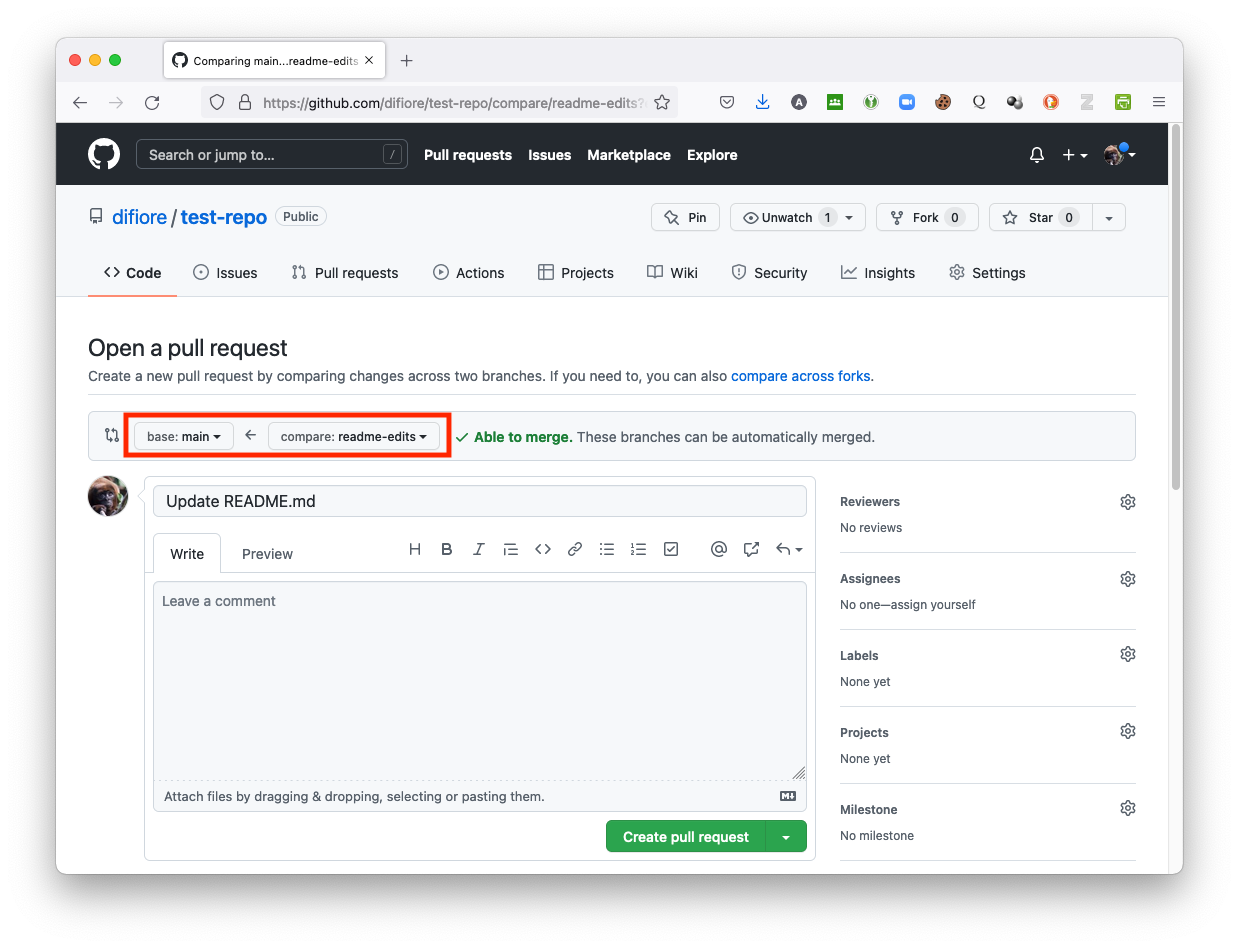 Comparing main...readme-edits
https://github.com/difiore/test-repo/compare/readme-edits?
Search or jump to... / Pull requests Issues Marketplace Explore
difiore / test-repo Public Pin Unwatch 1 Fork 0 Star 0
Code Issues Pull requests Actions Projects Wiki Security Insights Settings
Open a pull request
Create a new pull request by comparing changes across two branches. If you need to, you can also compare across forks.
base: main compare: readme-edits Able to merge. These branches can be automatically merged.
Update README.md
Write Preview
Leave a comment
Attach files by dragging & dropping, selecting or pasting them.
Create pull request
Reviewers
No reviews
Assignees
No one—assign yourself
Labels
None yet
Projects
None yet
Milestone
No milestone